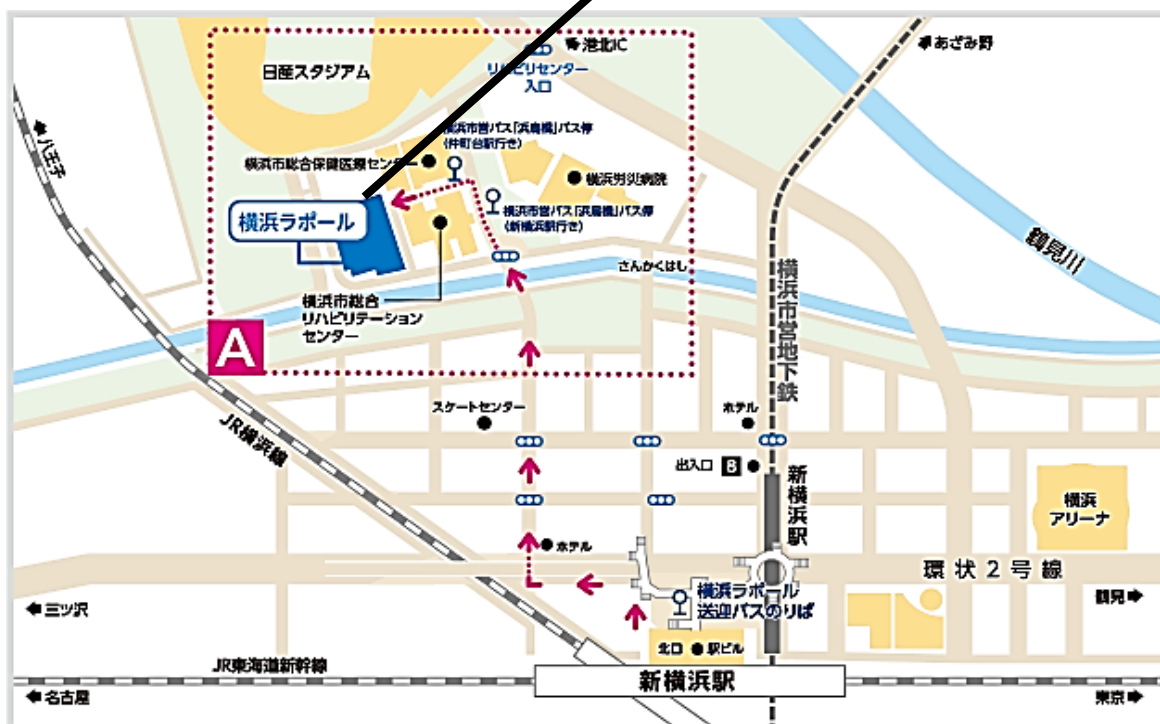 港北IC
あざみ野
日産スタジアム
リハビリセンター
入口
八王子
横浜市営バス「浜鳥橋」バス停
(仲町台駅行き)
横浜市総合保健医療センター
横浜労災病院
横浜市営バス「浜鳥橋」バス停
(新横浜駅行き)
横浜ラポール
鶴見川
さんかくはし
横浜市営地下鉄
横浜市総合
リハビリテーション
センター
A
スケートセンター
ホテル
JR横浜線
出入口 8
新横浜駅
横浜
アリーナ
ホテル
環状2号線
横浜ラポール
送迎バスのりば
三ツ沢
鶴見
北口
駅ビル
JR東海道新幹線
新横浜駅
名古屋
東京